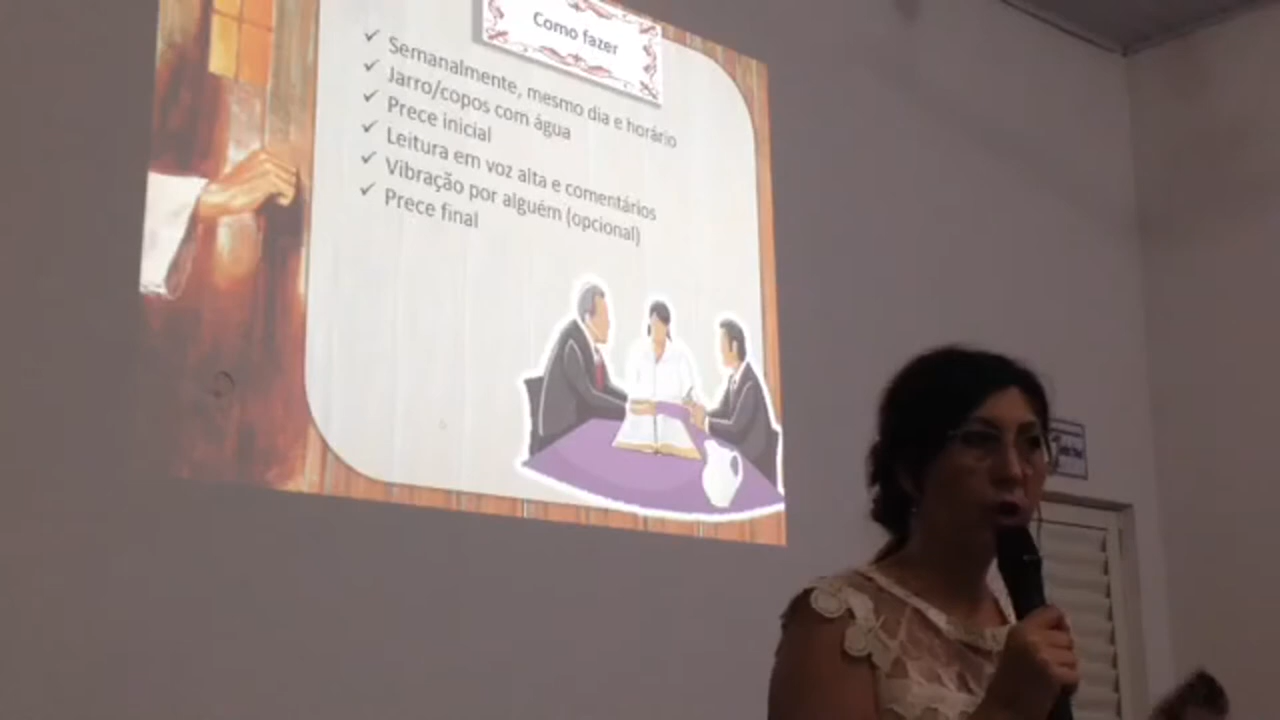 Como fazer
Semanalmente, mesmo dia e horário
Jarro/copos com água
Prece inicial
Leitura em voz alta e comentários
Vibração por alguém (opcional)
Prece final